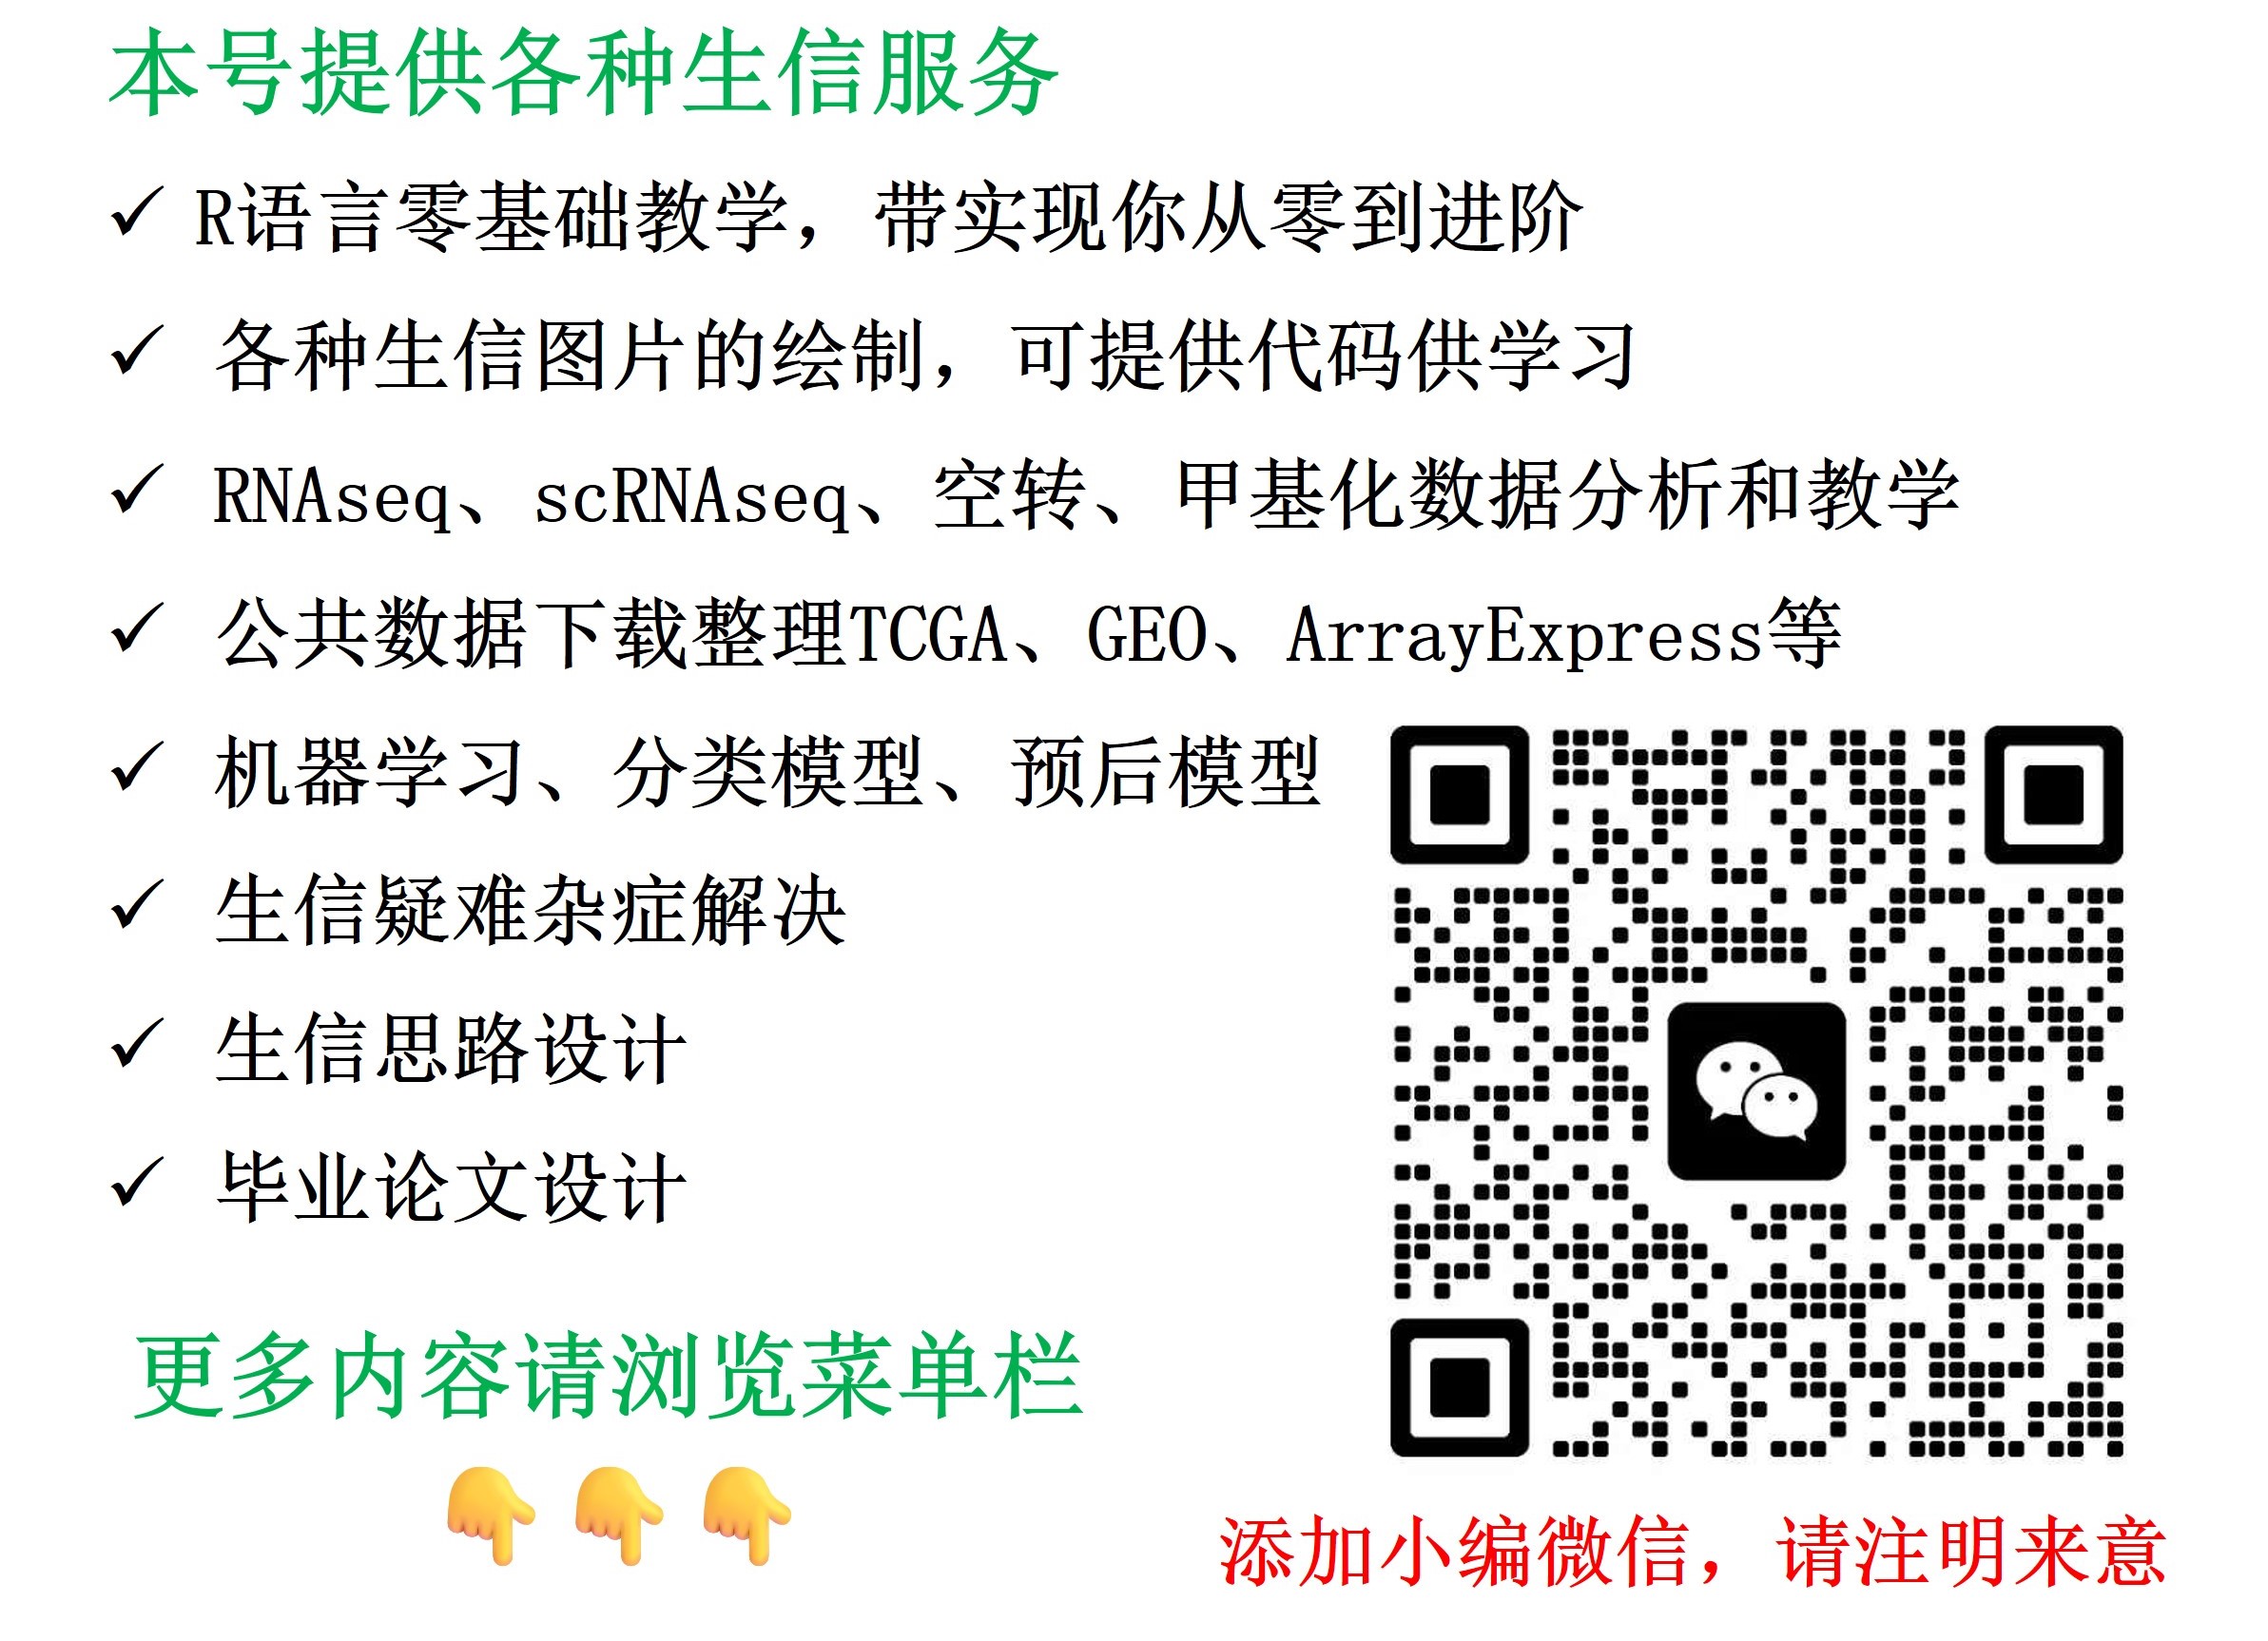 本号提供各种生信服务
✓ R语言零基础教学，带实现你从零到进阶
✓ 各种生信图片的绘制，可提供代码供学习
✓ RNAseq、scRNAseq、空转、甲基化数据分析和教学
✓ 公共数据下载整理TCGA、GEO、ArrayExpress等
✓ 机器学习、分类模型、预后模型
✓ 生信疑难杂症解决
✓ 生信思路设计
✓ 毕业论文设计
更多内容请浏览菜单栏
👇👇👇
添加小编微信，请注明来意